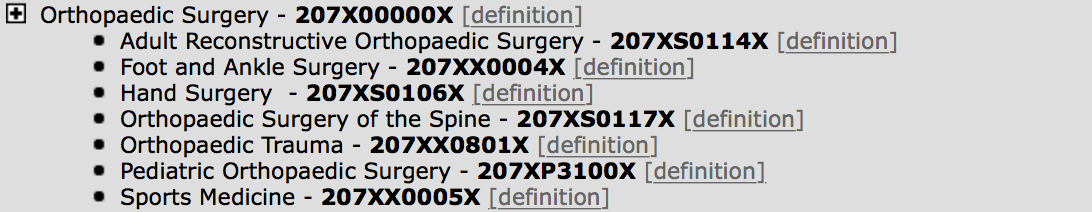 Orthopaedic Surgery - 207X00000X [definition]
Adult Reconstructive Orthopaedic Surgery - 207XS0114X [definition]
Foot and Ankle Surgery - 207XX0004X [definition]
Hand Surgery - 207XS0106X [definition]
Orthopaedic Surgery of the Spine - 207XS0117X [definition]
Orthopaedic Trauma - 207XX0801X [definition]
Pediatric Orthopaedic Surgery - 207XP3100X [definition]
Sports Medicine - 207XX0005X [definition]